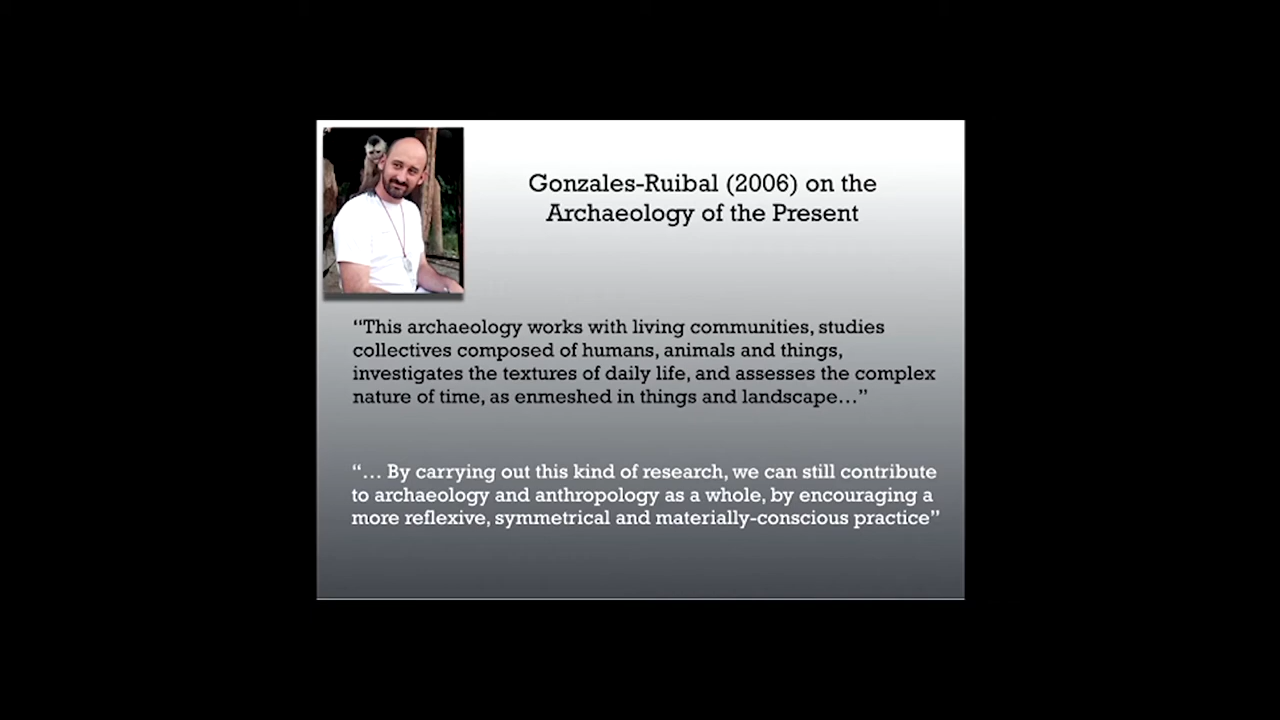 Gonzales-Ruibal (2006) on the
Archaeology of the Present
“This archaeology works with living communities, studies
collectives composed of humans, animals and things,
investigates the textures of daily life, and assesses the complex
nature of time, as enmeshed in things and landscape…”
“… By carrying out this kind of research, we can still contribute
to archaeology and anthropology as a whole, by encouraging a
more reflexive, symmetrical and materially-conscious practice”